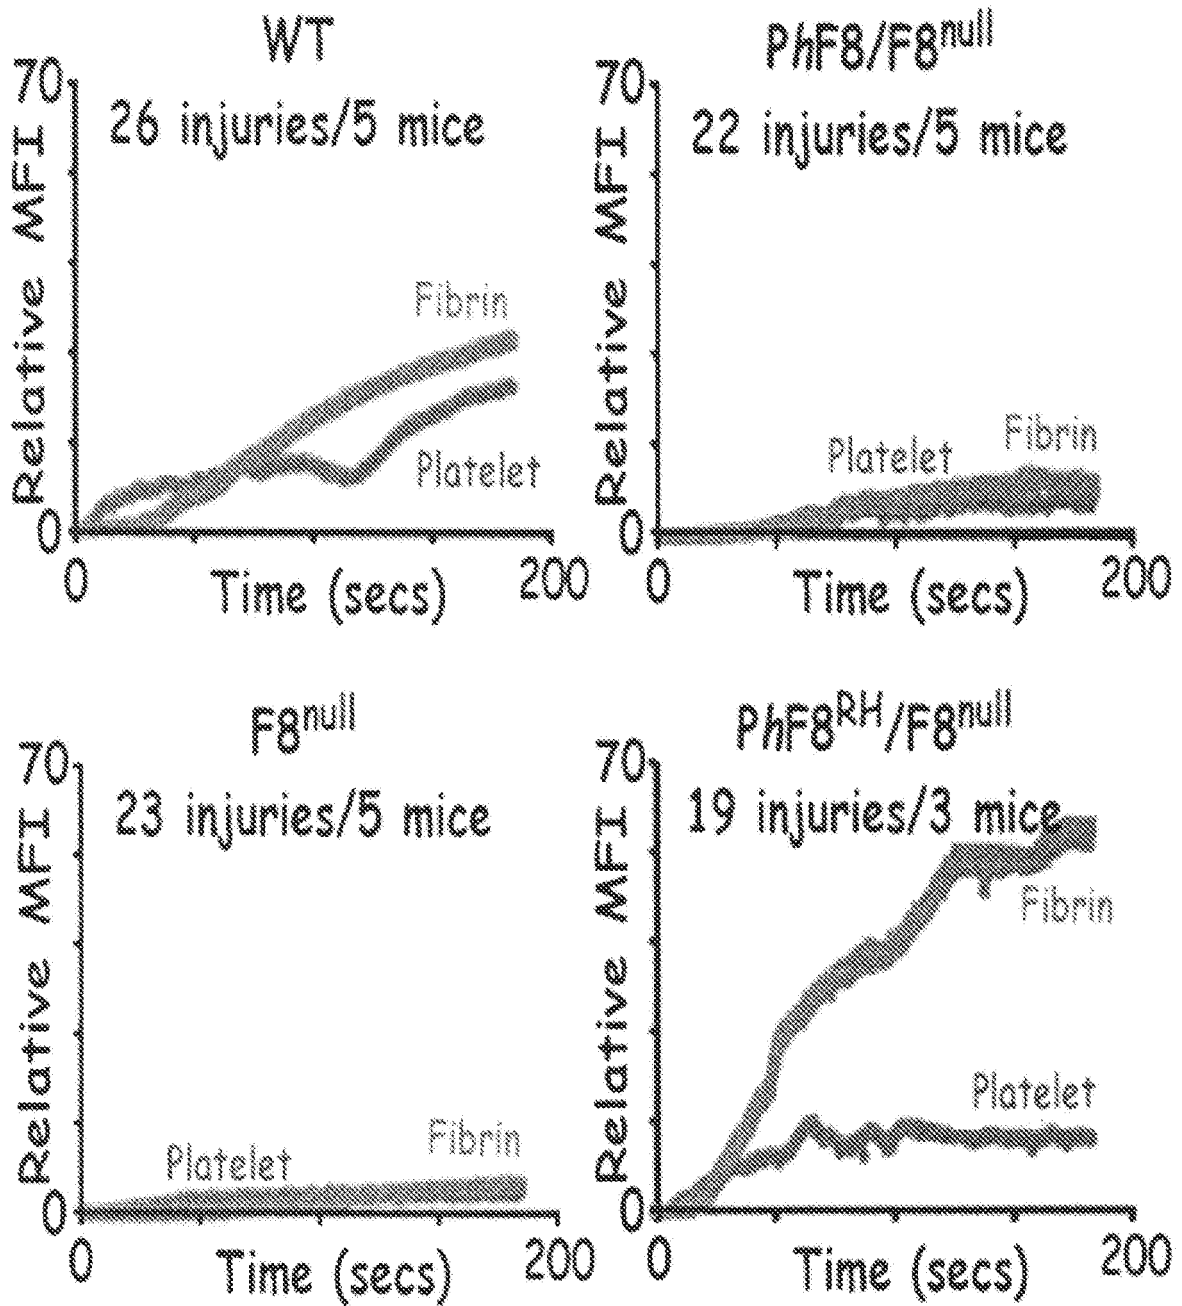 WT
70
26 injuries/5 mice
Relative MFI
Fibrin
Platelet
0
0
Time (secs)
200
PhF8/F8null
70
22 injuries/5 mice
Relative MFI
Platelet
Fibrin
0
0
Time (secs)
200
F8null
70
23 injuries/5 mice
Relative MFI
Platelet
Fibrin
0
0
Time (secs)
200
PhF8RH/F8null
70
19 injuries/3 mice
Relative MFI
Fibrin
Platelet
0
0
Time (secs)
200